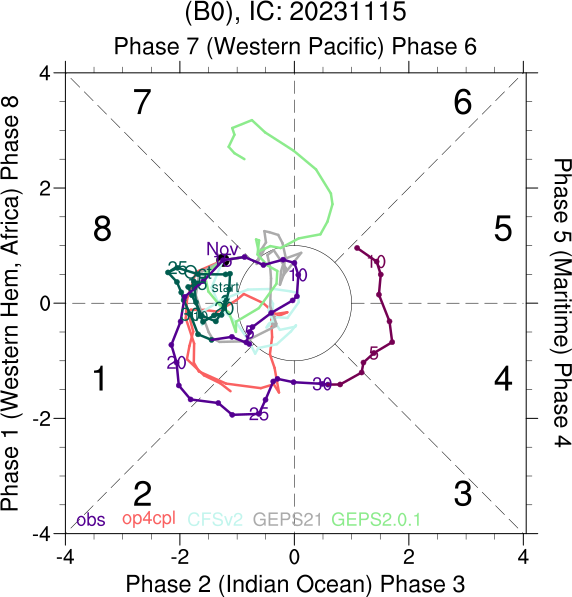 (B0), IC: 20231115
Phase 7 (Western Pacific) Phase 6
Phase 1 (Western Hem, Africa) Phase 8
Phase 5 (Maritime) Phase 4
4
2
0
-2
-4
7
6
8
5
1
4
2
3
Nov
25
10
10
start
20
5
5
20
25
30
obs
op4cpl
CFSv2
GEPS21
GEPS2.0.1
-4
-2
0
2
4
Phase 2 (Indian Ocean) Phase 3